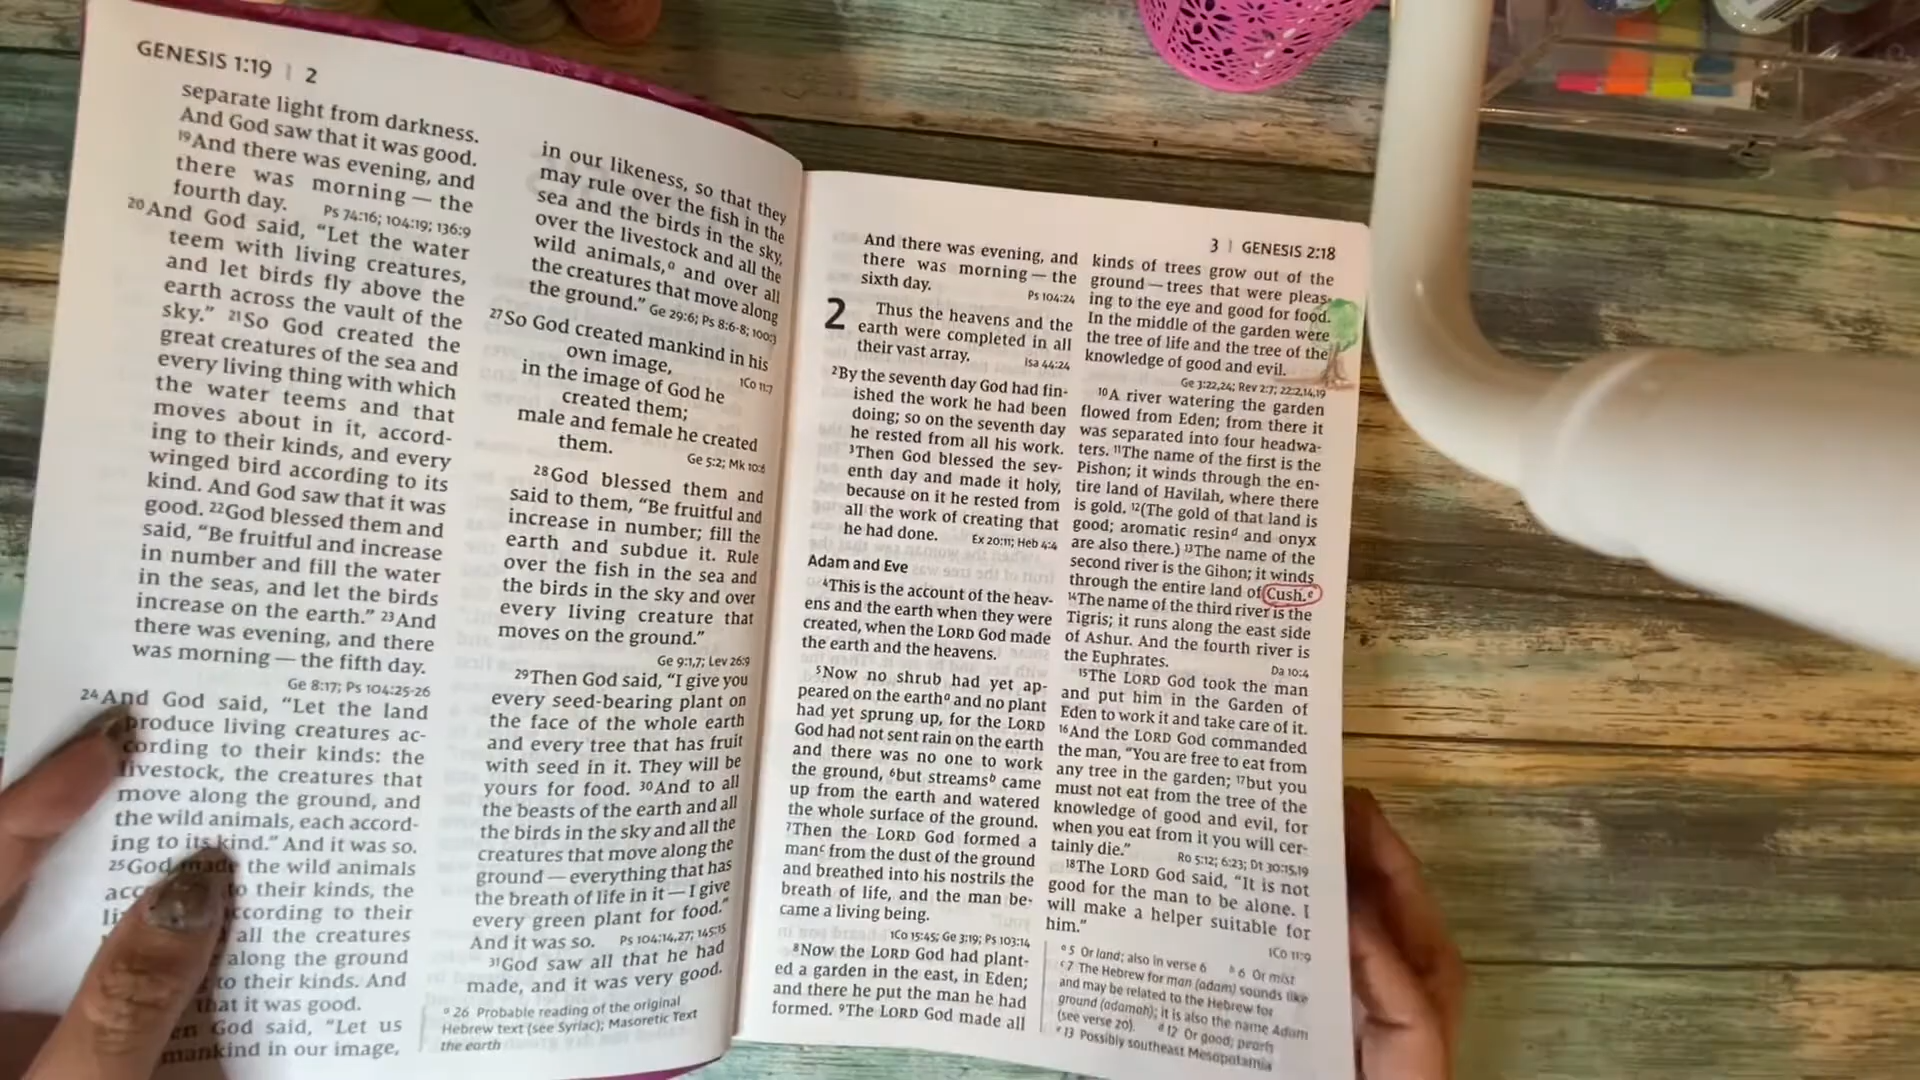 GENESIS 1:19 | 2
separate light from darkness.
And God saw that it was good.
19And there was evening, and
there was morning — the
fourth day. Ps 74:16; 104:19; 136:9
20And God said, “Let the water
teem with living creatures,
and let birds fly above the
earth across the vault of the
sky.” 21So God created the
great creatures of the sea and
every living thing with which
the water teems and that
moves about in it, accord-
ing to their kinds, and every
winged bird according to its
kind. And God saw that it was
good. 22God blessed them and
said, “Be fruitful and increase
in number and fill the water
in the seas, and let the birds
increase on the earth.” 23And
there was evening, and there
was morning — the fifth day.
Ge 8:17; Ps 104:25-26
24And God said, “Let the land
produce living creatures ac-
cording to their kinds: the
livestock, the creatures that
move along the ground, and
the wild animals, each accord-
ing to its kind.” And it was so.
25God made the wild animals
to their kinds, the
according to their
all the creatures
along the ground
to their kinds. And
that it was good.
God said, “Let us
mankind in our image,
in our likeness, so that they
may rule over the fish in the
sea and the birds in the sky,
over the livestock and all the
wild animals,a and over all
the creatures that move along
the ground.” Ge 29:6; Ps 8:6-8; 100:3
27So God created mankind in his
own image, 1Co 11:7
in the image of God he
created them;
male and female he created
them. Ge 5:2; Mk 10:6
28God blessed them and
said to them, “Be fruitful and
increase in number; fill the
earth and subdue it. Rule
over the fish in the sea and
the birds in the sky and over
every living creature that
moves on the ground.”
Ge 9:1,7; Lev 26:9
29Then God said, “I give you
every seed-bearing plant on
the face of the whole earth
and every tree that has fruit
with seed in it. They will be
yours for food. 30And to all
the beasts of the earth and all
the birds in the sky and all the
creatures that move along the
ground — everything that has
the breath of life in it — I give
every green plant for food.”
And it was so. Ps 104:14,27; 145:15
31God saw all that he had
made, and it was very good.
a 26 Probable reading of the original
Hebrew text (see Syriac); Masoretic Text
the earth
3 | GENESIS 2:18
And there was evening, and
there was morning — the
sixth day. Ps 104:24
2 Thus the heavens and the
earth were completed in all
their vast array. Isa 44:24
2By the seventh day God had fin-
ished the work he had been
doing; so on the seventh day
he rested from all his work.
3Then God blessed the sev-
enth day and made it holy,
because on it he rested from
all the work of creating that
he had done. Ex 20:11; Heb 4:4
Adam and Eve
4This is the account of the heav-
ens and the earth when they were
created, when the LORD God made
the earth and the heavens.
5Now no shrub had yet ap-
peared on the eartha and no plant
had yet sprung up, for the LORD
God had not sent rain on the earth
and there was no one to work
the ground, 6but streamsb came
up from the earth and watered
the whole surface of the ground.
7Then the LORD God formed a
manc from the dust of the ground
and breathed into his nostrils the
breath of life, and the man be-
came a living being.
1Co 15:45; Ge 3:19; Ps 103:14
8Now the LORD God had plant-
ed a garden in the east, in Eden;
and there he put the man he had
formed. 9The LORD God made all
kinds of trees grow out of the
ground — trees that were pleas-
ing to the eye and good for food.
In the middle of the garden were
the tree of life and the tree of the
knowledge of good and evil.
Ge 3:22,24; Rev 2:7; 22:2,14,19
10A river watering the garden
flowed from Eden; from there it
was separated into four headwa-
ters. 11The name of the first is the
Pishon; it winds through the en-
tire land of Havilah, where there
is gold. 12(The gold of that land is
good; aromatic resind and onyx
are also there.) 13The name of the
second river is the Gihon; it winds
through the entire land of Cush.e
14The name of the third river is the
Tigris; it runs along the east side
of Ashur. And the fourth river is
the Euphrates. Da 10:4
15The LORD God took the man
and put him in the Garden of
Eden to work it and take care of it.
16And the LORD God commanded
the man, “You are free to eat from
any tree in the garden; 17but you
must not eat from the tree of the
knowledge of good and evil, for
when you eat from it you will cer-
tainly die.” Ro 5:12; 6:23; Dt 30:15,19
18The LORD God said, “It is not
good for the man to be alone. I
will make a helper suitable for
him.” 1Co 11:9
a 5 Or land; also in verse 6 b 6 Or mist
c 7 The Hebrew for man (adam) sounds like
and may be related to the Hebrew for
ground (adamah); it is also the name Adam
(see verse 20). d 12 Or good; pearls
e 13 Possibly southeast Mesopotamia